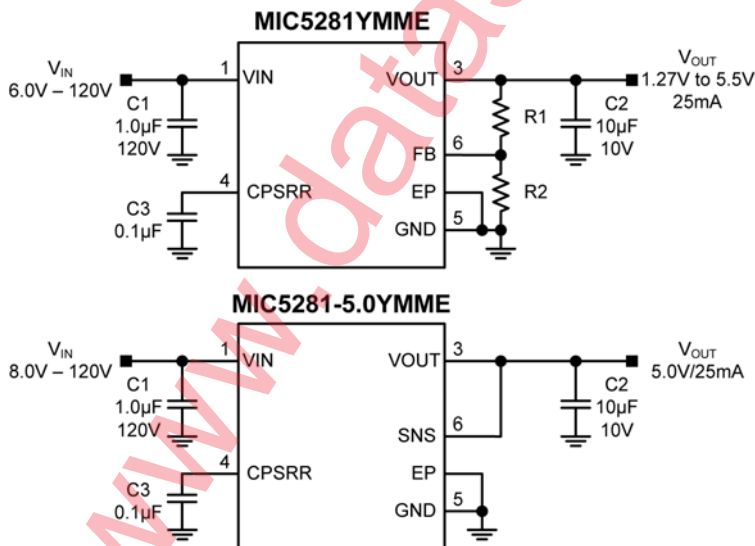 MIC5281YMME
VIN
6.0V – 120V
C1
1.0µF
120V
1
VIN
VOUT
3
VOUT
1.27V to 5.5V
25mA
R1
C2
10µF
10V
FB
6
4
CPSRR
EP
R2
C3
0.1µF
GND
5
MIC5281-5.0YMME
VIN
8.0V – 120V
C1
1.0µF
120V
1
VIN
VOUT
3
VOUT
5.0V/25mA
C2
10µF
10V
SNS
6
4
CPSRR
EP
C3
0.1µF
GND
5
www.datas